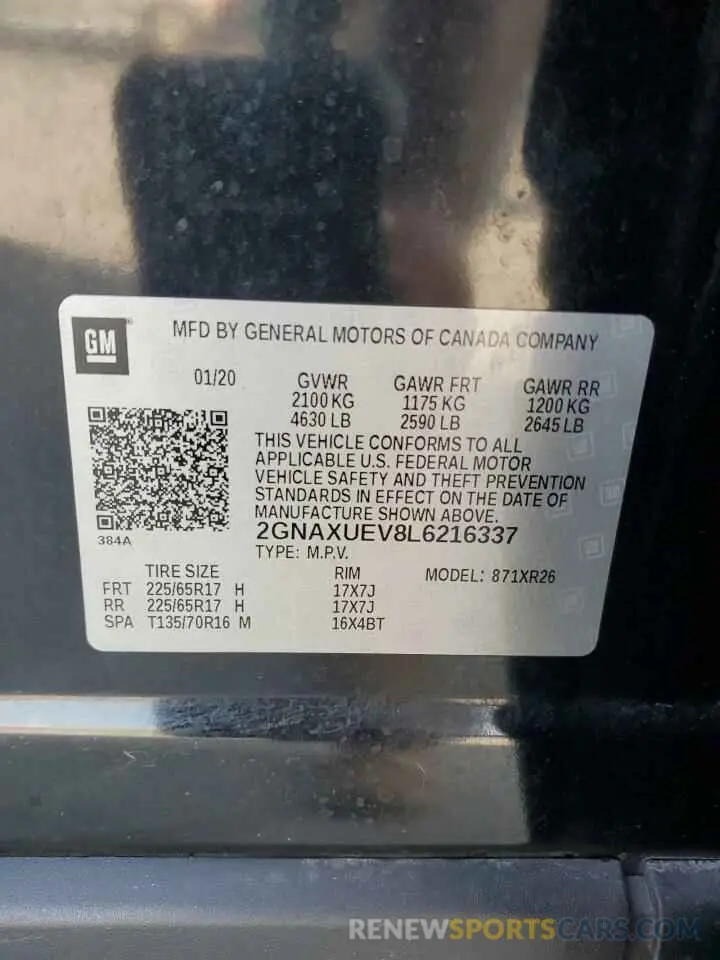 GM
MFD BY GENERAL MOTORS OF CANADA COMPANY
01/20 GVWR GAWR FRT GAWR RR
2100 KG 1175 KG 1200 KG
4630 LB 2590 LB 2645 LB
THIS VEHICLE CONFORMS TO ALL
APPLICABLE U.S. FEDERAL MOTOR
VEHICLE SAFETY AND THEFT PREVENTION
STANDARDS IN EFFECT ON THE DATE OF
MANUFACTURE SHOWN ABOVE.
384A
2GNAXUEV8L6216337
TYPE: M.P.V.
TIRE SIZE RIM MODEL: 871XR26
FRT 225/65R17 H 17X7J
RR 225/65R17 H 17X7J
SPA T135/70R16 M 16X4BT
RENEWSPORTSCARS.COM